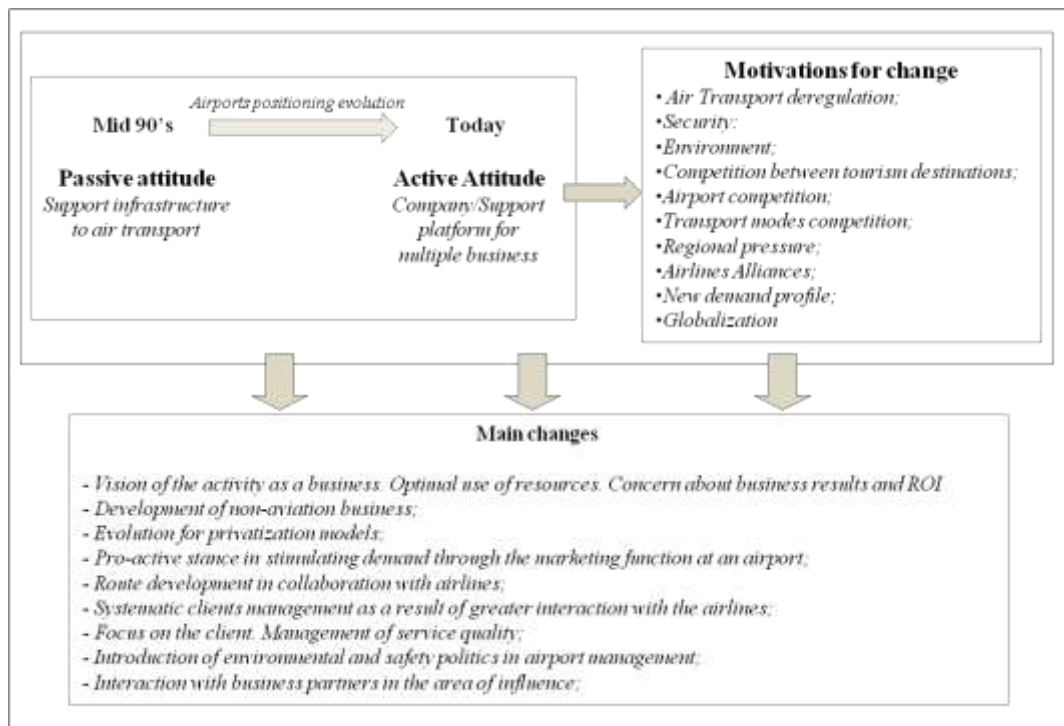 Airports positioning evolution
Mid 90's
Today
Passive attitude
Support infrastructure
to air transport
Active Attitude
Company/Support
platform for
multiple business
Motivations for change
•Air Transport deregulation;
•Security:
•Environment;
•Competition between tourism destinations;
•Airport competition;
•Transport modes competition;
•Regional pressure;
•Airlines Alliances;
•New demand profile;
•Globalization
Main changes
- Vision of the activity as a business. Optimal use of resources. Concern about business results and ROI
- Development of non-aviation business;
- Evolution for privatization models;
- Pro-active stance in stimulating demand through the marketing function at an airport;
- Route development in collaboration with airlines;
- Systematic clients management as a result of greater interaction with the airlines;
- Focus on the client. Management of service quality;
- Introduction of environmental and safety politics in airport management;
- Interaction with business partners in the area of influence;